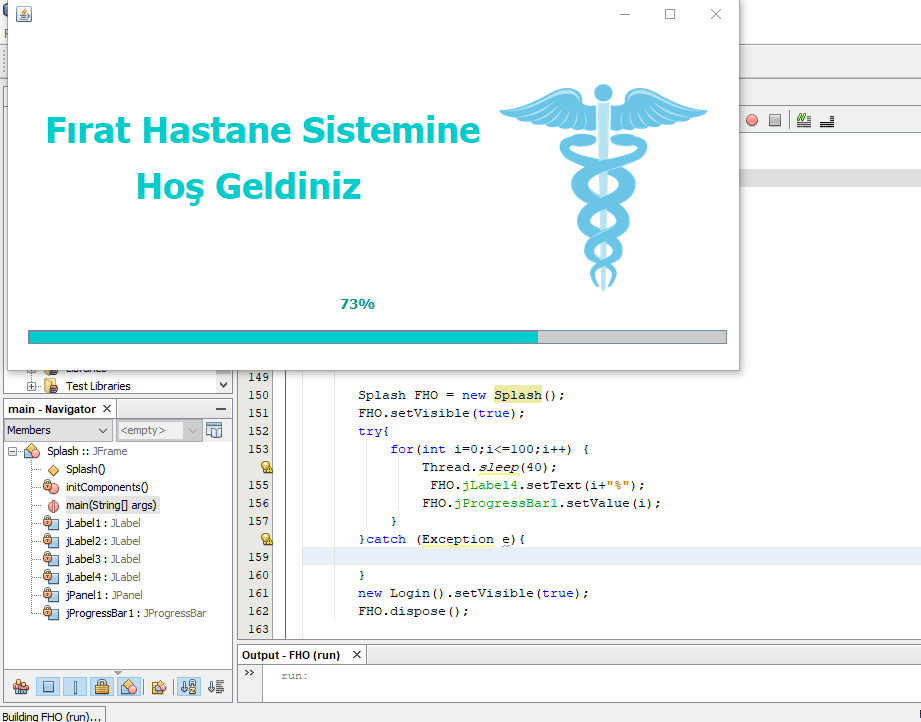 Fırat Hastane Sistemine
Hoş Geldiniz
73%
Libraries
Test Libraries
main - Navigator
Members
<empty>
Splash :: JFrame
Splash()
initComponents()
main(String[] args)
jLabel1 : JLabel
jLabel2 : JLabel
jLabel3 : JLabel
jLabel4 : JLabel
jPanel1 : JPanel
jProgressBar1 : JProgressBar
149
150 Splash FHO = new Splash();
151 FHO.setVisible(true);
152 try{
153 for(int i=0;i<=100;i++) {
Thread.sleep(40);
155 FHO.jLabel4.setText(i+"%");
156 FHO.jProgressBar1.setValue(i);
157 }
}catch (Exception e){
159
160 }
161 new Login().setVisible(true);
162 FHO.dispose();
163
Output - FHO (run)
run:
Building FHO (run)...